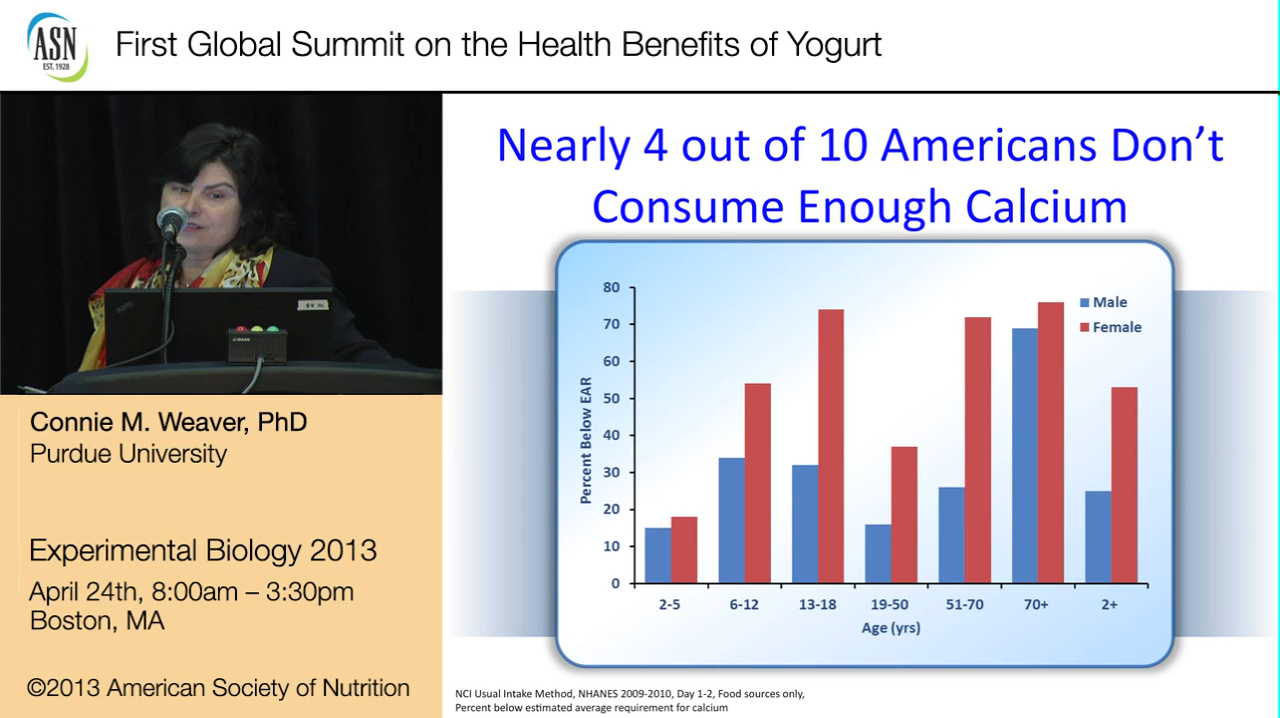 ASN
EST. 1928
First Global Summit on the Health Benefits of Yogurt
Connie M. Weaver, PhD
Purdue University
Experimental Biology 2013
April 24th, 8:00am – 3:30pm
Boston, MA
©2013 American Society of Nutrition
Nearly 4 out of 10 Americans Don’t
Consume Enough Calcium
Percent Below EAR
80
70
60
50
40
30
20
10
0
Male
Female
2-5 6-12 13-18 19-50 51-70 70+ 2+
Age (yrs)
NCI Usual Intake Method, NHANES 2009-2010, Day 1-2, Food sources only,
Percent below estimated average requirement for calcium